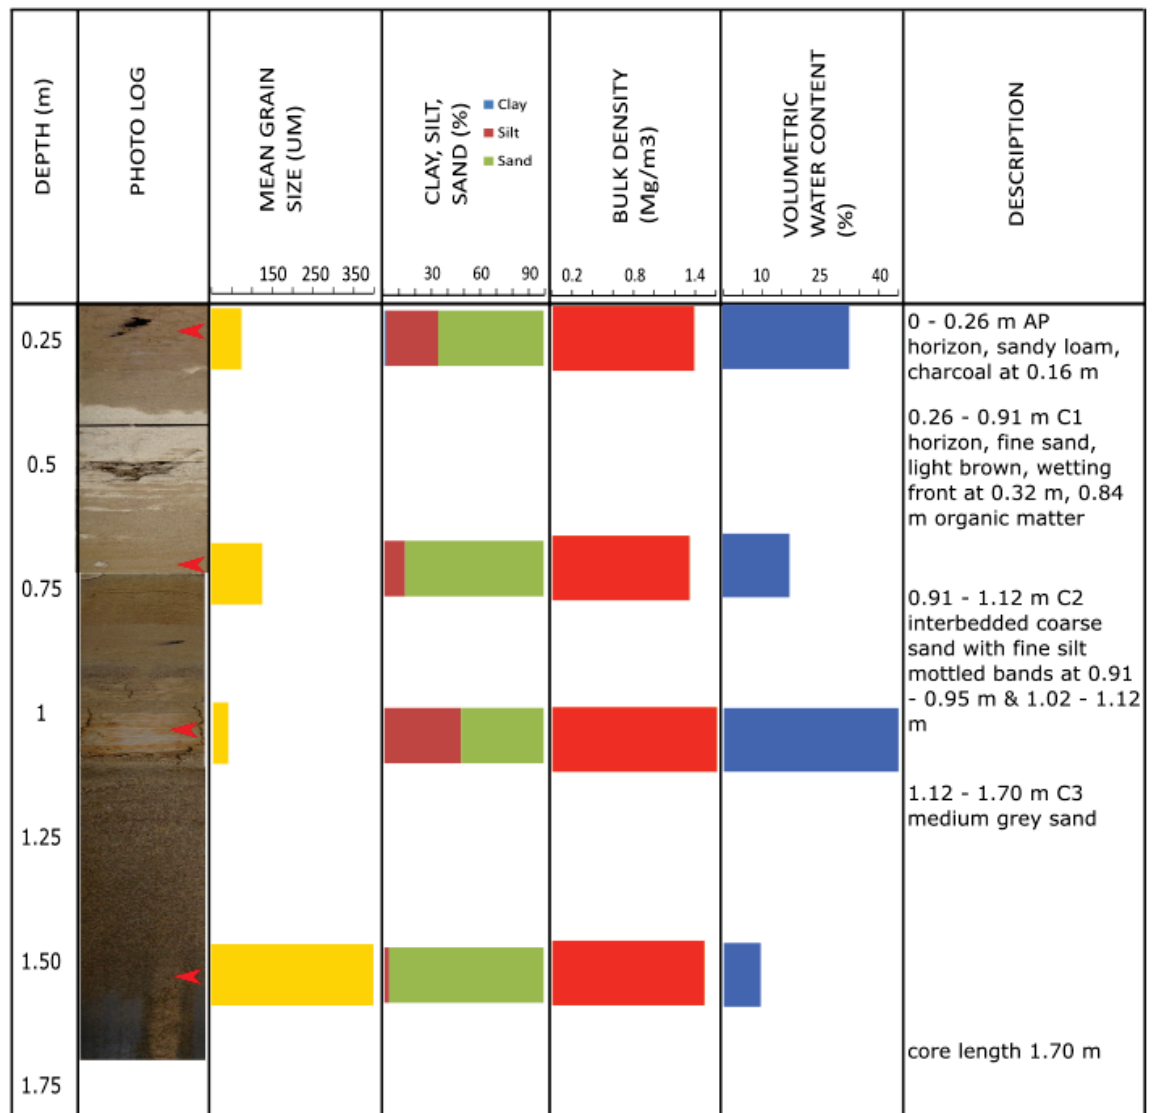 DEPTH (m)
PHOTO LOG
MEAN GRAIN
SIZE (UM)
CLAY, SILT,
SAND (%)
Clay
Silt
Sand
BULK DENSITY
(Mg/m3)
VOLUMETRIC
WATER CONTENT
(%)
DESCRIPTION
150 250 350
30 60 90
0.2 0.8 1.4
10 25 40
0.25
0.5
0.75
1
1.25
1.50
1.75
0 - 0.26 m AP
horizon, sandy loam,
charcoal at 0.16 m
0.26 - 0.91 m C1
horizon, fine sand,
light brown, wetting
front at 0.32 m, 0.84
m organic matter
0.91 - 1.12 m C2
interbedded coarse
sand with fine silt
mottled bands at 0.91
- 0.95 m & 1.02 - 1.12
m
1.12 - 1.70 m C3
medium grey sand
core length 1.70 m